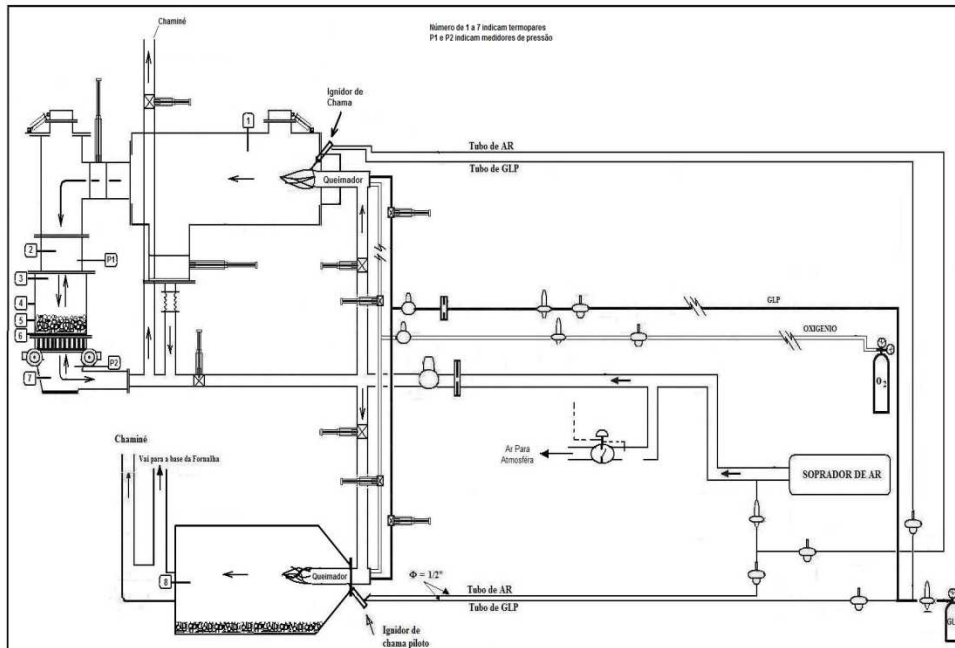 Número de 1 a 7 indicam termopares
P1 e P2 indicam medidores de pressão
Chaminé
Ignidor de
Chama
1
Tubo de AR
Tubo de GLP
Queimador
2
P1
3
4
5
6
P2
7
GLP
OXIGENIO
O2
Chaminé
Vai para a base da Fornalha
Ar Para
Atmosféra
SOPRADOR DE AR
8
Queimador
Φ = 1/2"
Tubo de AR
Tubo de GLP
Ignidor de
chama piloto